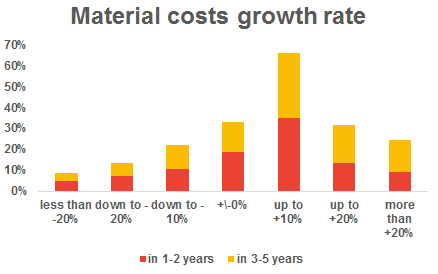 Material costs growth rate
70%
60%
50%
40%
30%
20%
10%
0%
less than down to - down to - +\-0% up to up to more
-20% 20% 10% +10% +20% than
+20%
in 1-2 years in 3-5 years